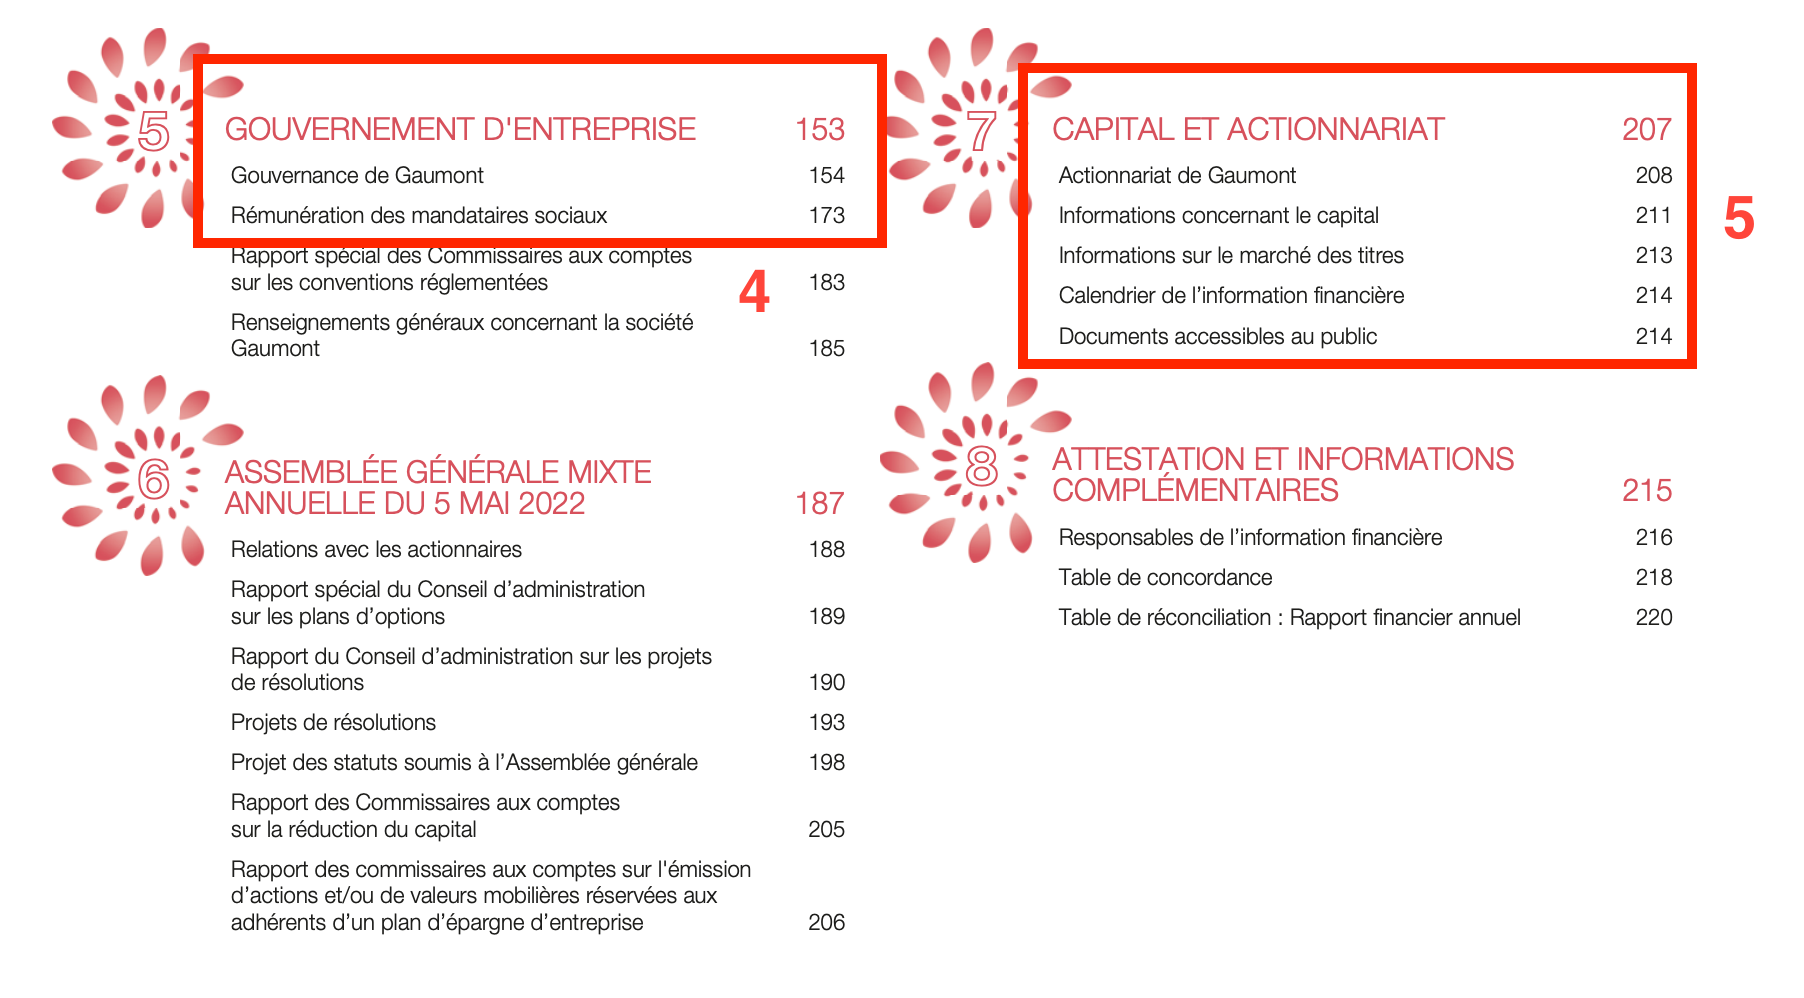 5
GOUVERNEMENT D'ENTREPRISE 153
Gouvernance de Gaumont 154
Rémunération des mandataires sociaux 173
Rapport spécial des Commissaires aux comptes
sur les conventions réglementées 183
4
Renseignements généraux concernant la société
Gaumont 185
6
ASSEMBLÉE GÉNÉRALE MIXTE
ANNUELLE DU 5 MAI 2022 187
Relations avec les actionnaires 188
Rapport spécial du Conseil d’administration
sur les plans d’options 189
Rapport du Conseil d’administration sur les projets
de résolutions 190
Projets de résolutions 193
Projet des statuts soumis à l’Assemblée générale 198
Rapport des Commissaires aux comptes
sur la réduction du capital 205
Rapport des commissaires aux comptes sur l'émission
d’actions et/ou de valeurs mobilières réservées aux
adhérents d’un plan d’épargne d’entreprise 206
7
CAPITAL ET ACTIONNARIAT 207
Actionnariat de Gaumont 208
Informations concernant le capital 211
5
Informations sur le marché des titres 213
Calendrier de l’information financière 214
Documents accessibles au public 214
8
ATTESTATION ET INFORMATIONS
COMPLÉMENTAIRES 215
Responsables de l’information financière 216
Table de concordance 218
Table de réconciliation : Rapport financier annuel 220